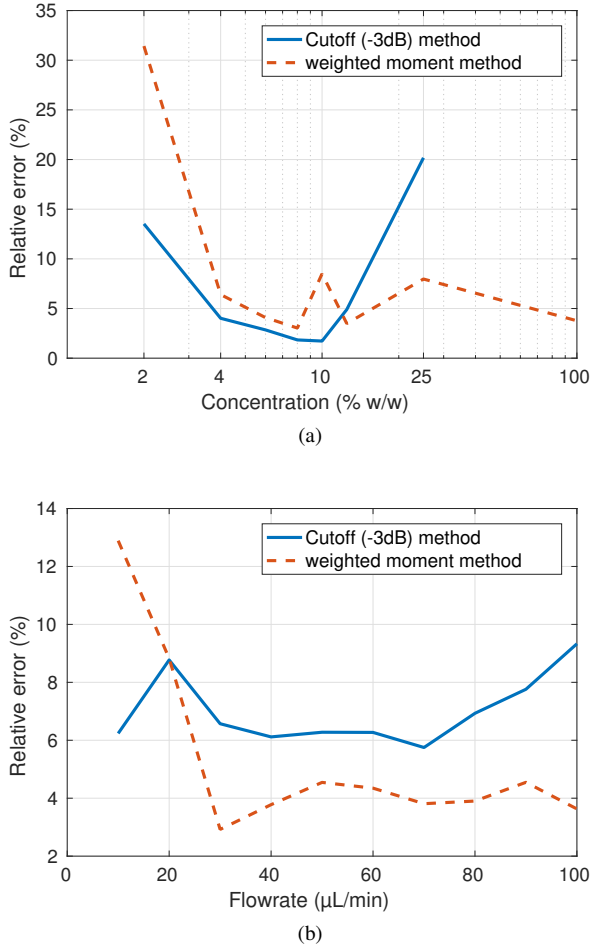 35
30
25
20
15
10
5
0
Relative error (%)
Cutoff (-3dB) method
weighted moment method
2 4 10 25 100
Concentration (% w/w)
(a)
14
12
10
8
6
4
2
Relative error (%)
Cutoff (-3dB) method
weighted moment method
0 20 40 60 80 100
Flowrate (μL/min)
(b)